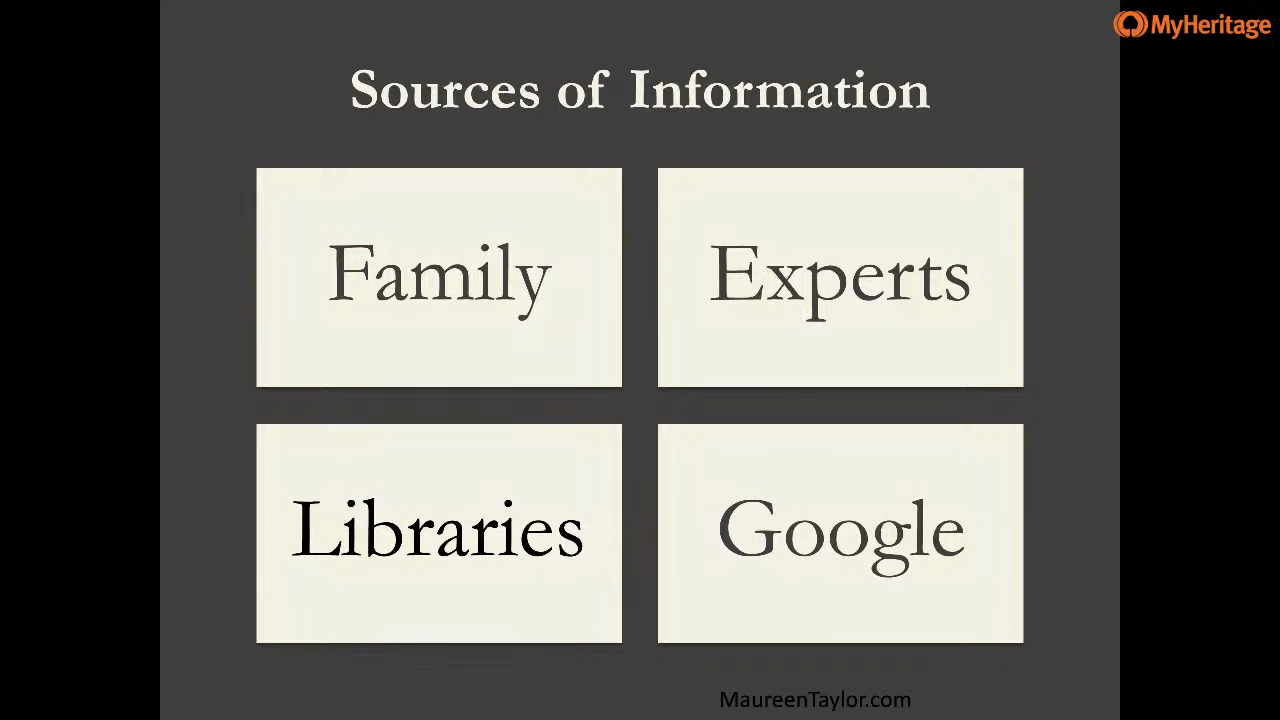 MyHeritage
Sources of Information
Family
Experts
Libraries
Google
MaureenTaylor.com